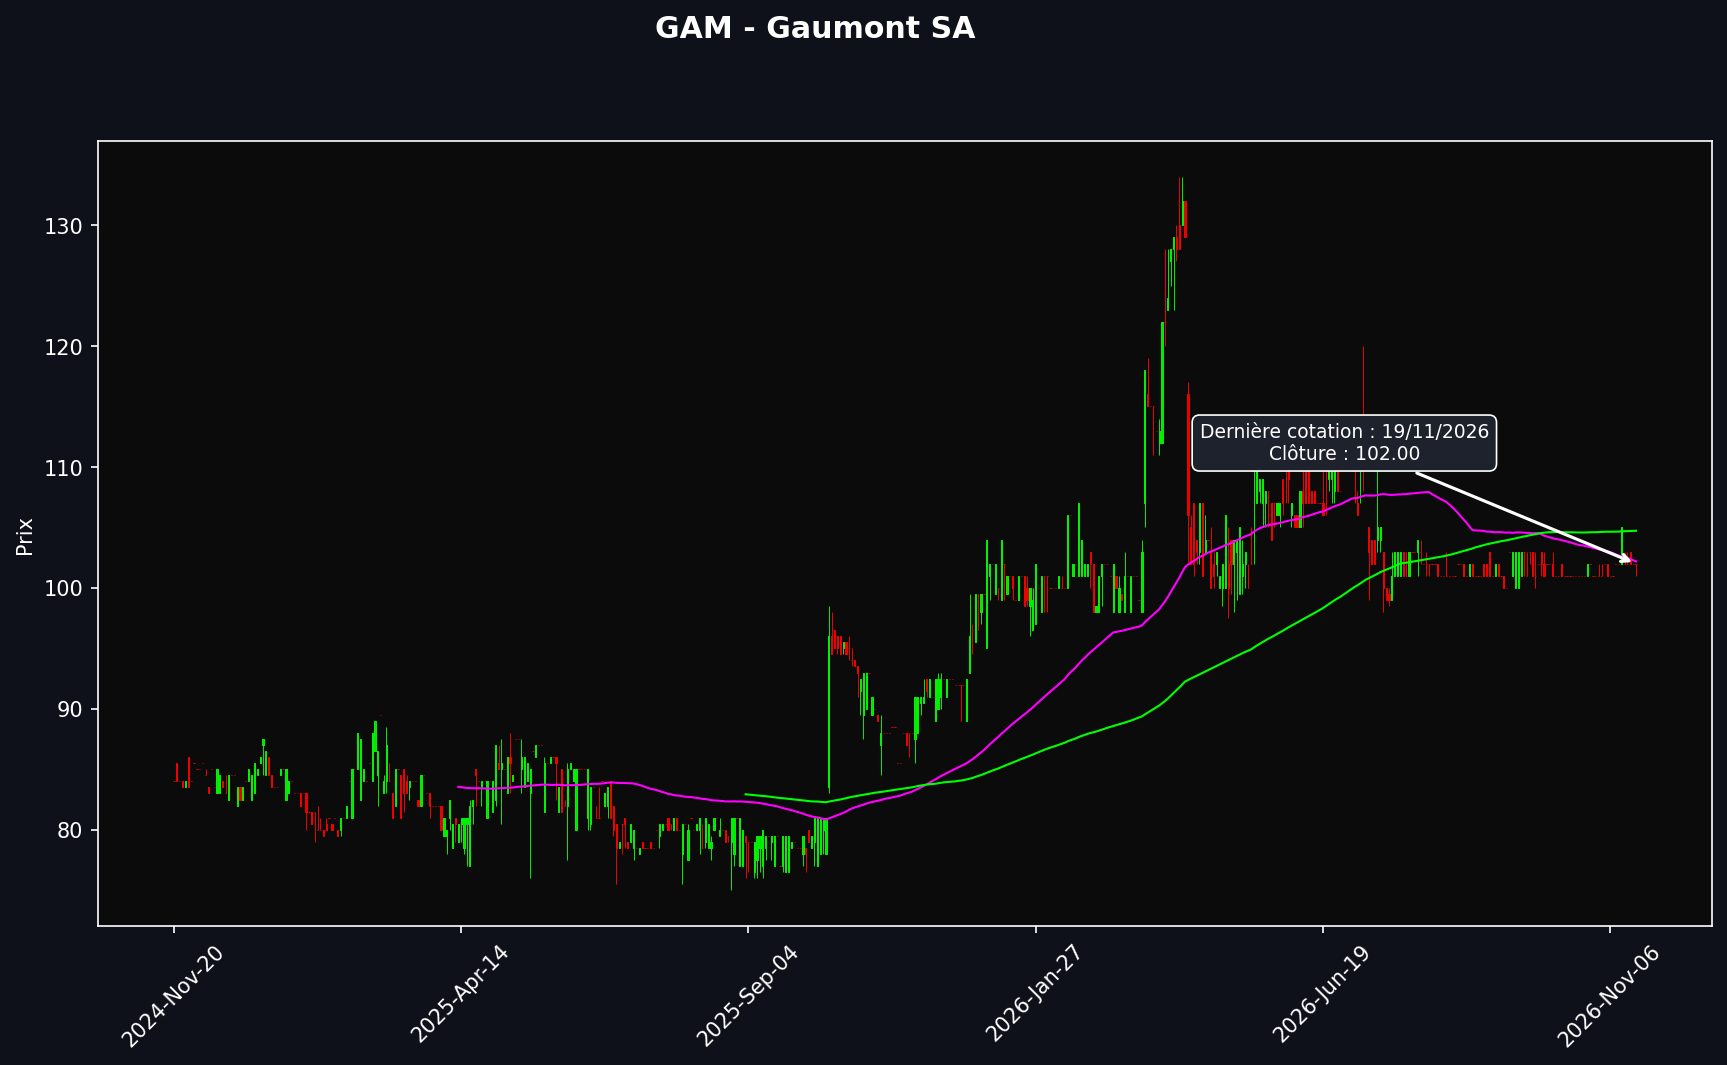 GAM - Gaumont SA
Prix
130
120
110
100
90
80
Dernière cotation : 19/11/2026
Clôture : 102.00
2024-Nov-20
2025-Apr-14
2025-Sep-04
2026-Jan-27
2026-Jun-19
2026-Nov-06